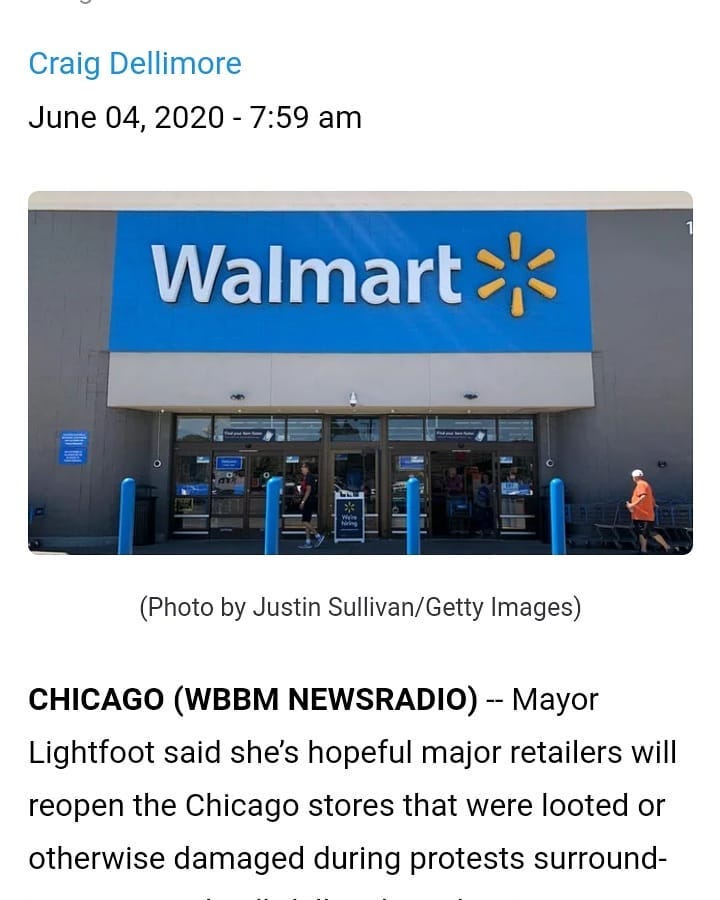 Craig Dellimore
June 04, 2020 - 7:59 am
Walmart
We're
hiring
(Photo by Justin Sullivan/Getty Images)
CHICAGO (WBBM NEWSRADIO) -- Mayor
Lightfoot said she's hopeful major retailers will
reopen the Chicago stores that were looted or
otherwise damaged during protests surround-